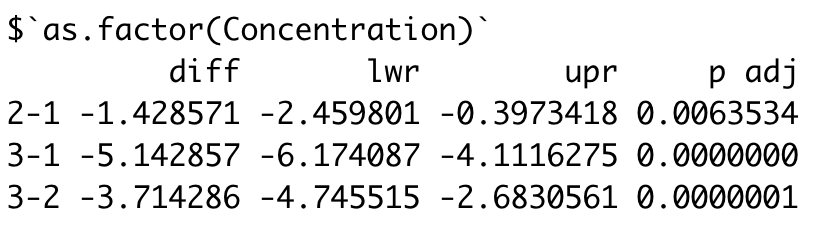 $`as.factor(Concentration)`
diff lwr upr p adj
2-1 -1.428571 -2.459801 -0.3973418 0.0063534
3-1 -5.142857 -6.174087 -4.1116275 0.0000000
3-2 -3.714286 -4.745515 -2.6830561 0.0000001